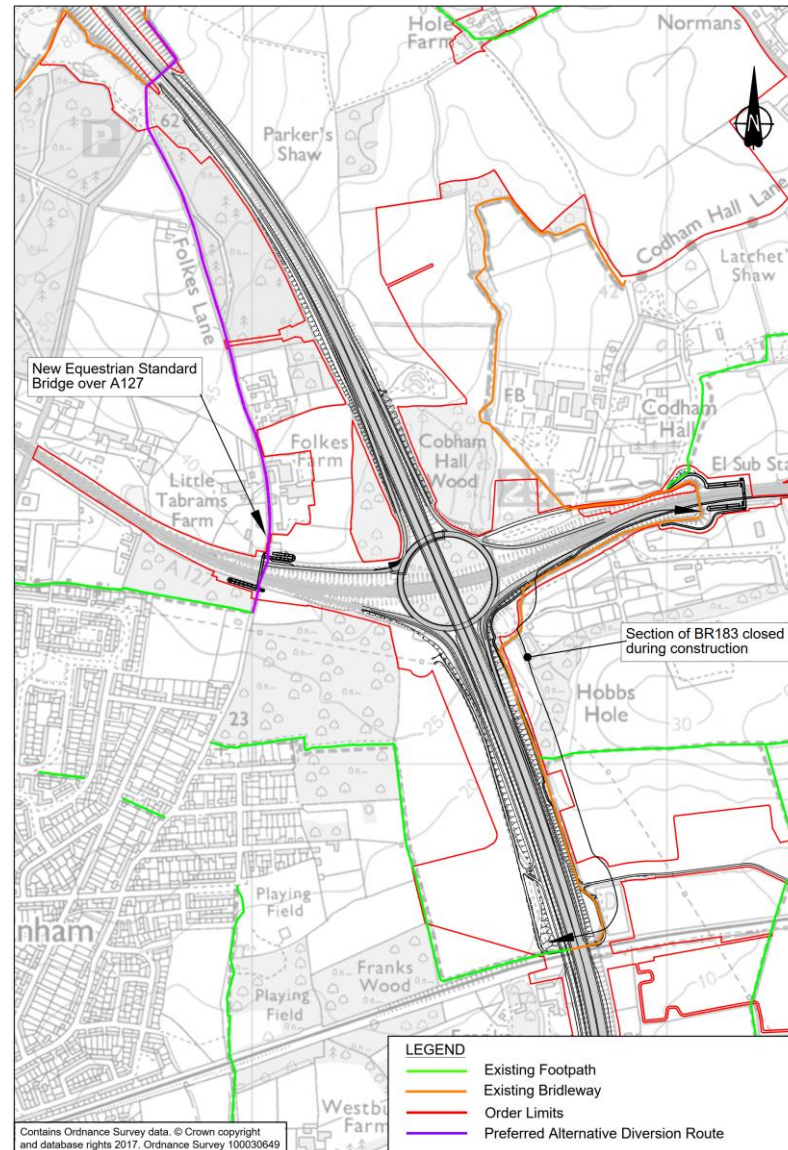 Hole
Farm
Normans
80
62
P
Parker's
Shaw
N
Codham Hall Lane
Latchet's
Shaw
42
Folkes Lane
New Equestrian Standard
Bridge over A127
45
40
FB
Codham
Hall
Folkes
Farm
Cobham
Hall
Wood
29
El Sub Sta
Little
Tabrams
Farm
A127
Section of BR183 closed
during construction
Hobbs
Hole
23
25
30
20
Playing
Field
nham
Franks
Wood
Playing
Field
10
Westbu
Farm
LEGEND
Existing Footpath
Existing Bridleway
Order Limits
Preferred Alternative Diversion Route
Contains Ordnance Survey data. © Crown copyright
and database rights 2017. Ordnance Survey 100030649